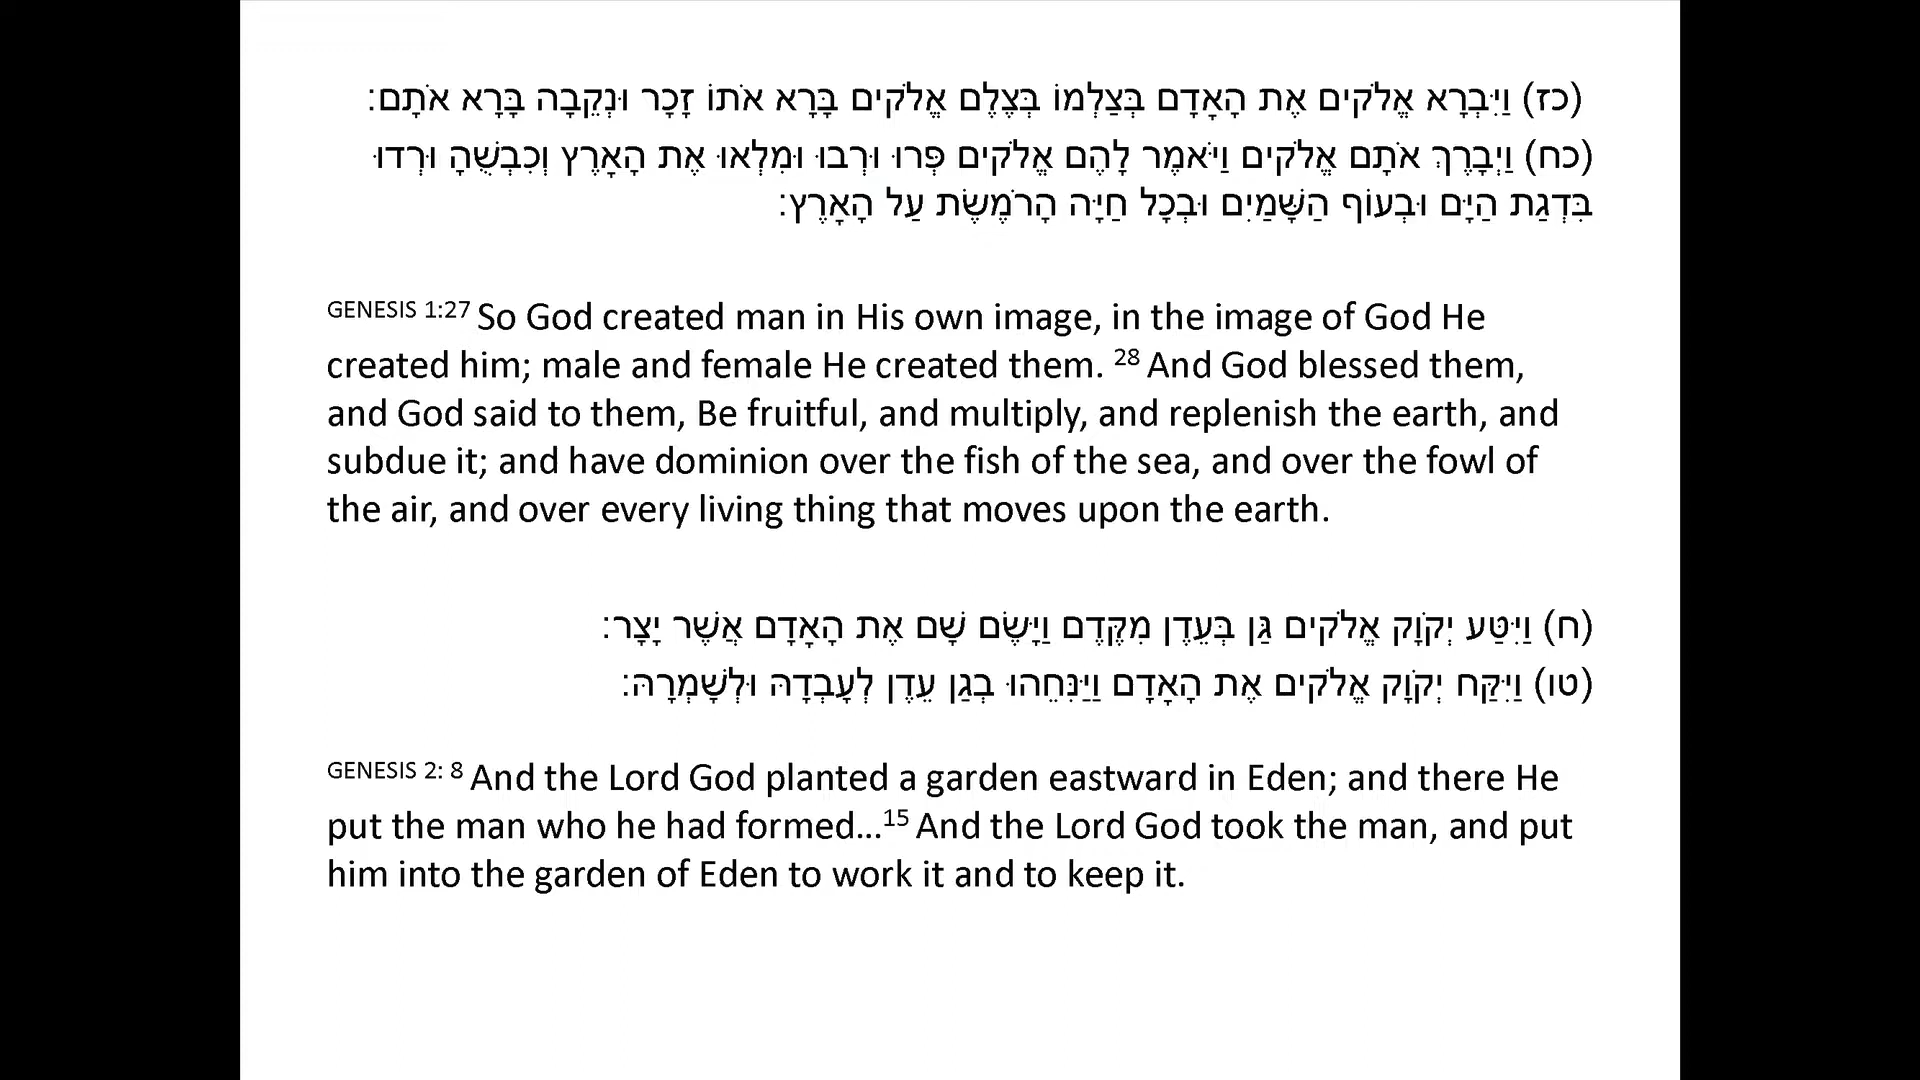 (כז) וַיִּבְרָא אֱלֹקִים אֶת הָאָדָם בְּצַלְמוֹ בְּצֶלֶם אֱלֹקִים בָּרָא אֹתוֹ זָכָר וּנְקֵבָה בָּרָא אֹתָם:
(כח) וַיְבָרֶךְ אֹתָם אֱלֹקִים וַיֹּאמֶר לָהֶם אֱלֹקִים פְּרוּ וּרְבוּ וּמִלְאוּ אֶת הָאָרֶץ וְכִבְשֻׁהָ וּרְדוּ
בִּדְגַת הַיָּם וּבְעוֹף הַשָּׁמַיִם וּבְכָל חַיָּה הָרֹמֶשֶׂת עַל הָאָרֶץ:
GENESIS 1:27 So God created man in His own image, in the image of God He
created him; male and female He created them. 28 And God blessed them,
and God said to them, Be fruitful, and multiply, and replenish the earth, and
subdue it; and have dominion over the fish of the sea, and over the fowl of
the air, and over every living thing that moves upon the earth.
(ח) וַיִּטַּע יְקֹוָק אֱלֹקִים גַּן בְּעֵדֶן מִקֶּדֶם וַיָּשֶׂם שָׁם אֶת הָאָדָם אֲשֶׁר יָצָר:
(טו) וַיִּקַּח יְקֹוָק אֱלֹקִים אֶת הָאָדָם וַיַּנִּחֵהוּ בְגַן עֵדֶן לְעָבְדָהּ וּלְשָׁמְרָהּ:
GENESIS 2: 8 And the Lord God planted a garden eastward in Eden; and there He
put the man who he had formed...15 And the Lord God took the man, and put
him into the garden of Eden to work it and to keep it.